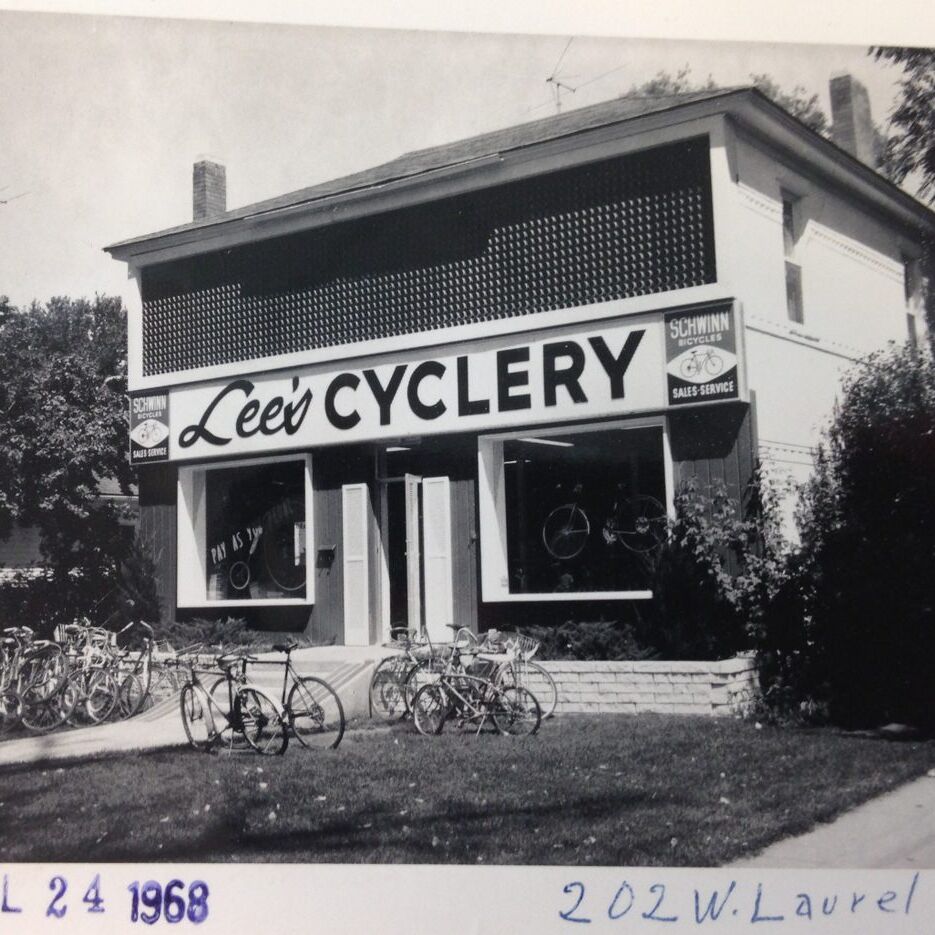 SCHWINN
BICYCLES
SALES-SERVICE
Lee's CYCLERY
SCHWINN
BICYCLES
SALES-SERVICE
PAY AS
L 24 1968
202 W. Laurel